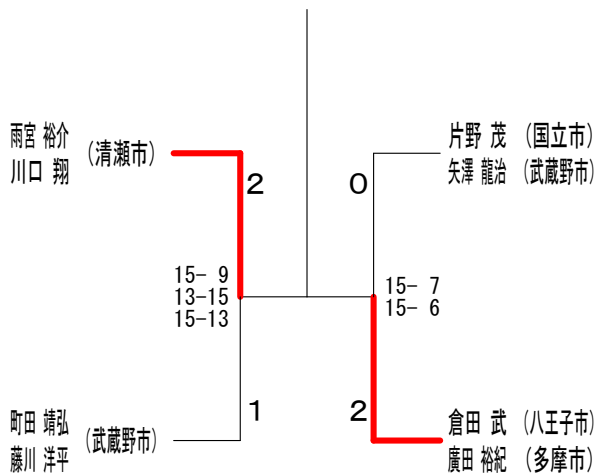 雨宮 裕介
川口 翔
(清瀬市)
2
15- 9
13-15
15-13
1
町田 靖弘
藤川 洋平
(武蔵野市)
片野 茂 (国立市)
矢澤 龍治 (武蔵野市)
0
15- 7
15- 6
2
倉田 武 (八王子市)
廣田 裕紀 (多摩市)